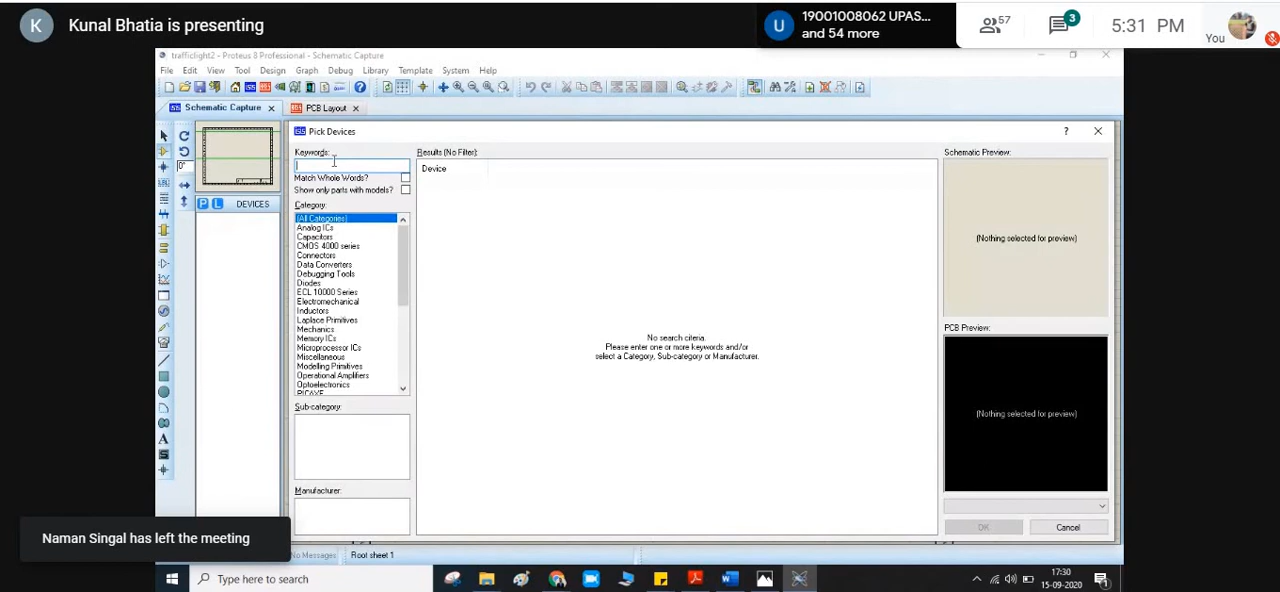 K Kunal Bhatia is presenting
U 19001008062 UPAS...
and 54 more
57
3
5:31 PM
You
trafficlight2 - Proteus 8 Professional - Schematic Capture
File Edit View Tool Design Graph Debug Library Template System Help
Schematic Capture PCB Layout
Pick Devices
Keywords:
Results (No Filter):
Schematic Preview:
Device
0°
Match Whole Words?
Show only parts with models?
P L DEVICES
Category:
(All Categories)
Analog ICs
Capacitors
CMOS 4000 series
Connectors
Data Converters
Debugging Tools
Diodes
ECL 10000 Series
Electromechanical
Inductors
Laplace Primitives
Mechanics
Memory ICs
Microprocessor ICs
Miscellaneous
Modelling Primitives
Operational Amplifiers
Optoelectronics
PICAXE
(Nothing selected for preview)
PCB Preview:
No search criteria.
Please enter one or more keywords and/or
select a Category, Sub-category or Manufacturer.
(Nothing selected for preview)
Sub-category:
Manufacturer:
OK Cancel
Naman Singal has left the meeting
No Messages Root sheet 1
Type here to search
17:30
15-09-2020